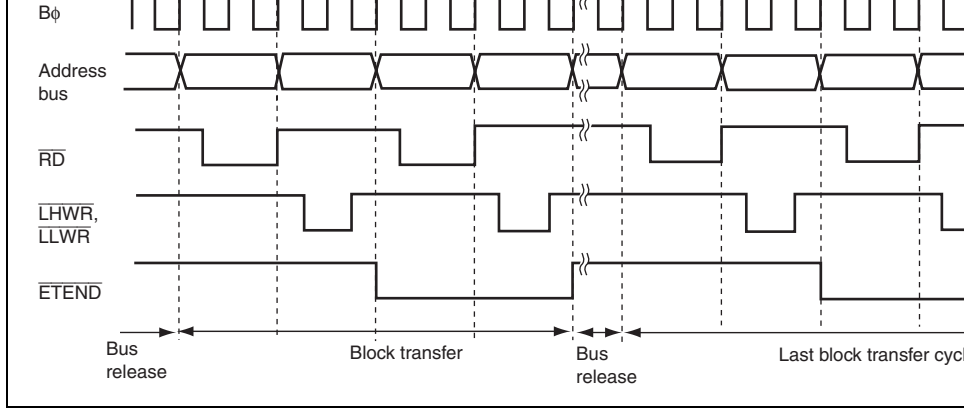 Bφ
Address
bus
RD
LHWR,
LLWR
ETEND
Bus
release
Block transfer
Bus
release
Last block transfer cycl